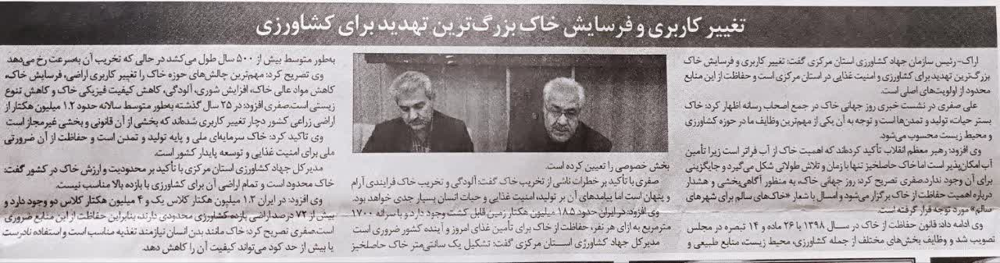 تغییر کاربری و فرسایش خاک بزرگ‌ترین تهدید برای کشاورزی
اراک- رئیس سازمان جهاد کشاورزی استان مرکزی گفت: تغییر کاربری و فرسایش خاک
بزرگ‌ترین تهدید برای کشاورزی و امنیت غذایی در استان مرکزی است و حفاظت از این منابع
محدود از اولویت‌های اصلی است.
علی صفری در نشست خبری روز جهانی خاک در جمع اصحاب رسانه اظهار کرد: خاک
بستر حیات، تولید و تمدن‌ها است و توجه به آن یکی از مهم‌ترین وظایف ما در حوزه کشاورزی
و محیط زیست محسوب می‌شود.
وی افزود: رهبر معظم انقلاب تأکید کرده‌اند که اهمیت خاک از آب فراتر است زیرا تأمین
آب امکان‌پذیر است اما خاک حاصلخیز تنها با زمان و تلاش طولانی شکل می‌گیرد و جایگزینی
برای آن وجود ندارد.صفری تصریح کرد: روز جهانی خاک، به منظور آگاهی‌بخشی و هشدار
درباره اهمیت حفاظت از خاک برگزار می‌شود و امسال با شعار «خاک‌های سالم برای شهرهای
سالم» مورد توجه قرار گرفته است.
وی ادامه داد: قانون حفاظت از خاک در سال ۱۳۹۸ با ۲۶ ماده و ۱۴ تبصره در مجلس
تصویب شد و وظایف بخش‌های مختلف از جمله کشاورزی، محیط زیست، منابع طبیعی و
بخش خصوصی را تعیین کرده است.
صفری با تأکید بر خطرات ناشی از تخریب خاک گفت: آلودگی و تخریب خاک فرایندی آرام
و پنهان است اما پیامدهای آن بر تولید، امنیت غذایی و حیات انسان بسیار جدی خواهد بود.
وی افزود: در ایران حدود ۱۸.۵ میلیون هکتار زمین قابل کشت وجود دارد و با سرانه ۱۷۰۰
مترمربع به ازای هر نفر، حفاظت از خاک برای تأمین غذای امروز و آینده کشور ضروری است
مدیرکل جهاد کشاورزی استان مرکزی گفت: تشکیل یک سانتی‌متر خاک حاصلخیز
به‌طور متوسط بیش از ۵۰۰ سال طول می‌کشد در حالی که تخریب آن به‌سرعت رخ می‌دهد.
وی تصریح کرد: مهم‌ترین چالش‌های حوزه خاک را تغییر کاربری اراضی، فرسایش خاک،
کاهش مواد عالی خاک، افزایش شوری، آلودگی، کاهش کیفیت فیزیکی خاک و کاهش تنوع
زیستی است.صفری افزود: در ۲۵ سال گذشته به‌طور متوسط سالانه حدود ۱.۲ میلیون هکتار از
اراضی زراعی کشور دچار تغییر کاربری شده‌اند که بخشی از آن قانونی و بخشی غیرمجاز است
وی تاکید کرد: خاک سرمایه‌ای ملی و پایه تولید و تمدن است و حفاظت از آن ضرورتی
ملی برای امنیت غذایی و توسعه پایدار کشور است.
مدیرکل جهاد کشاورزی استان مرکزی با تأکید بر محدودیت و ارزش خاک در کشور گفت:
خاک محدود است و تمام اراضی آن برای کشاورزی با بازده بالا مناسب نیست.
وی افزود: در ایران ۱.۳ میلیون هکتار کلاس یک و ۴ میلیون هکتار کلاس دو وجود دارد و
بیش از ۷۲ درصد اراضی بازده کشاورزی محدودی دارند، بنابراین حفاظت از این منابع ضروری
است.صفری تصریح کرد: خاک مانند بدن انسان نیازمند تغذیه مناسب است و استفاده نادرست
یا بیش از حد کود می‌تواند کیفیت آن را کاهش دهد.